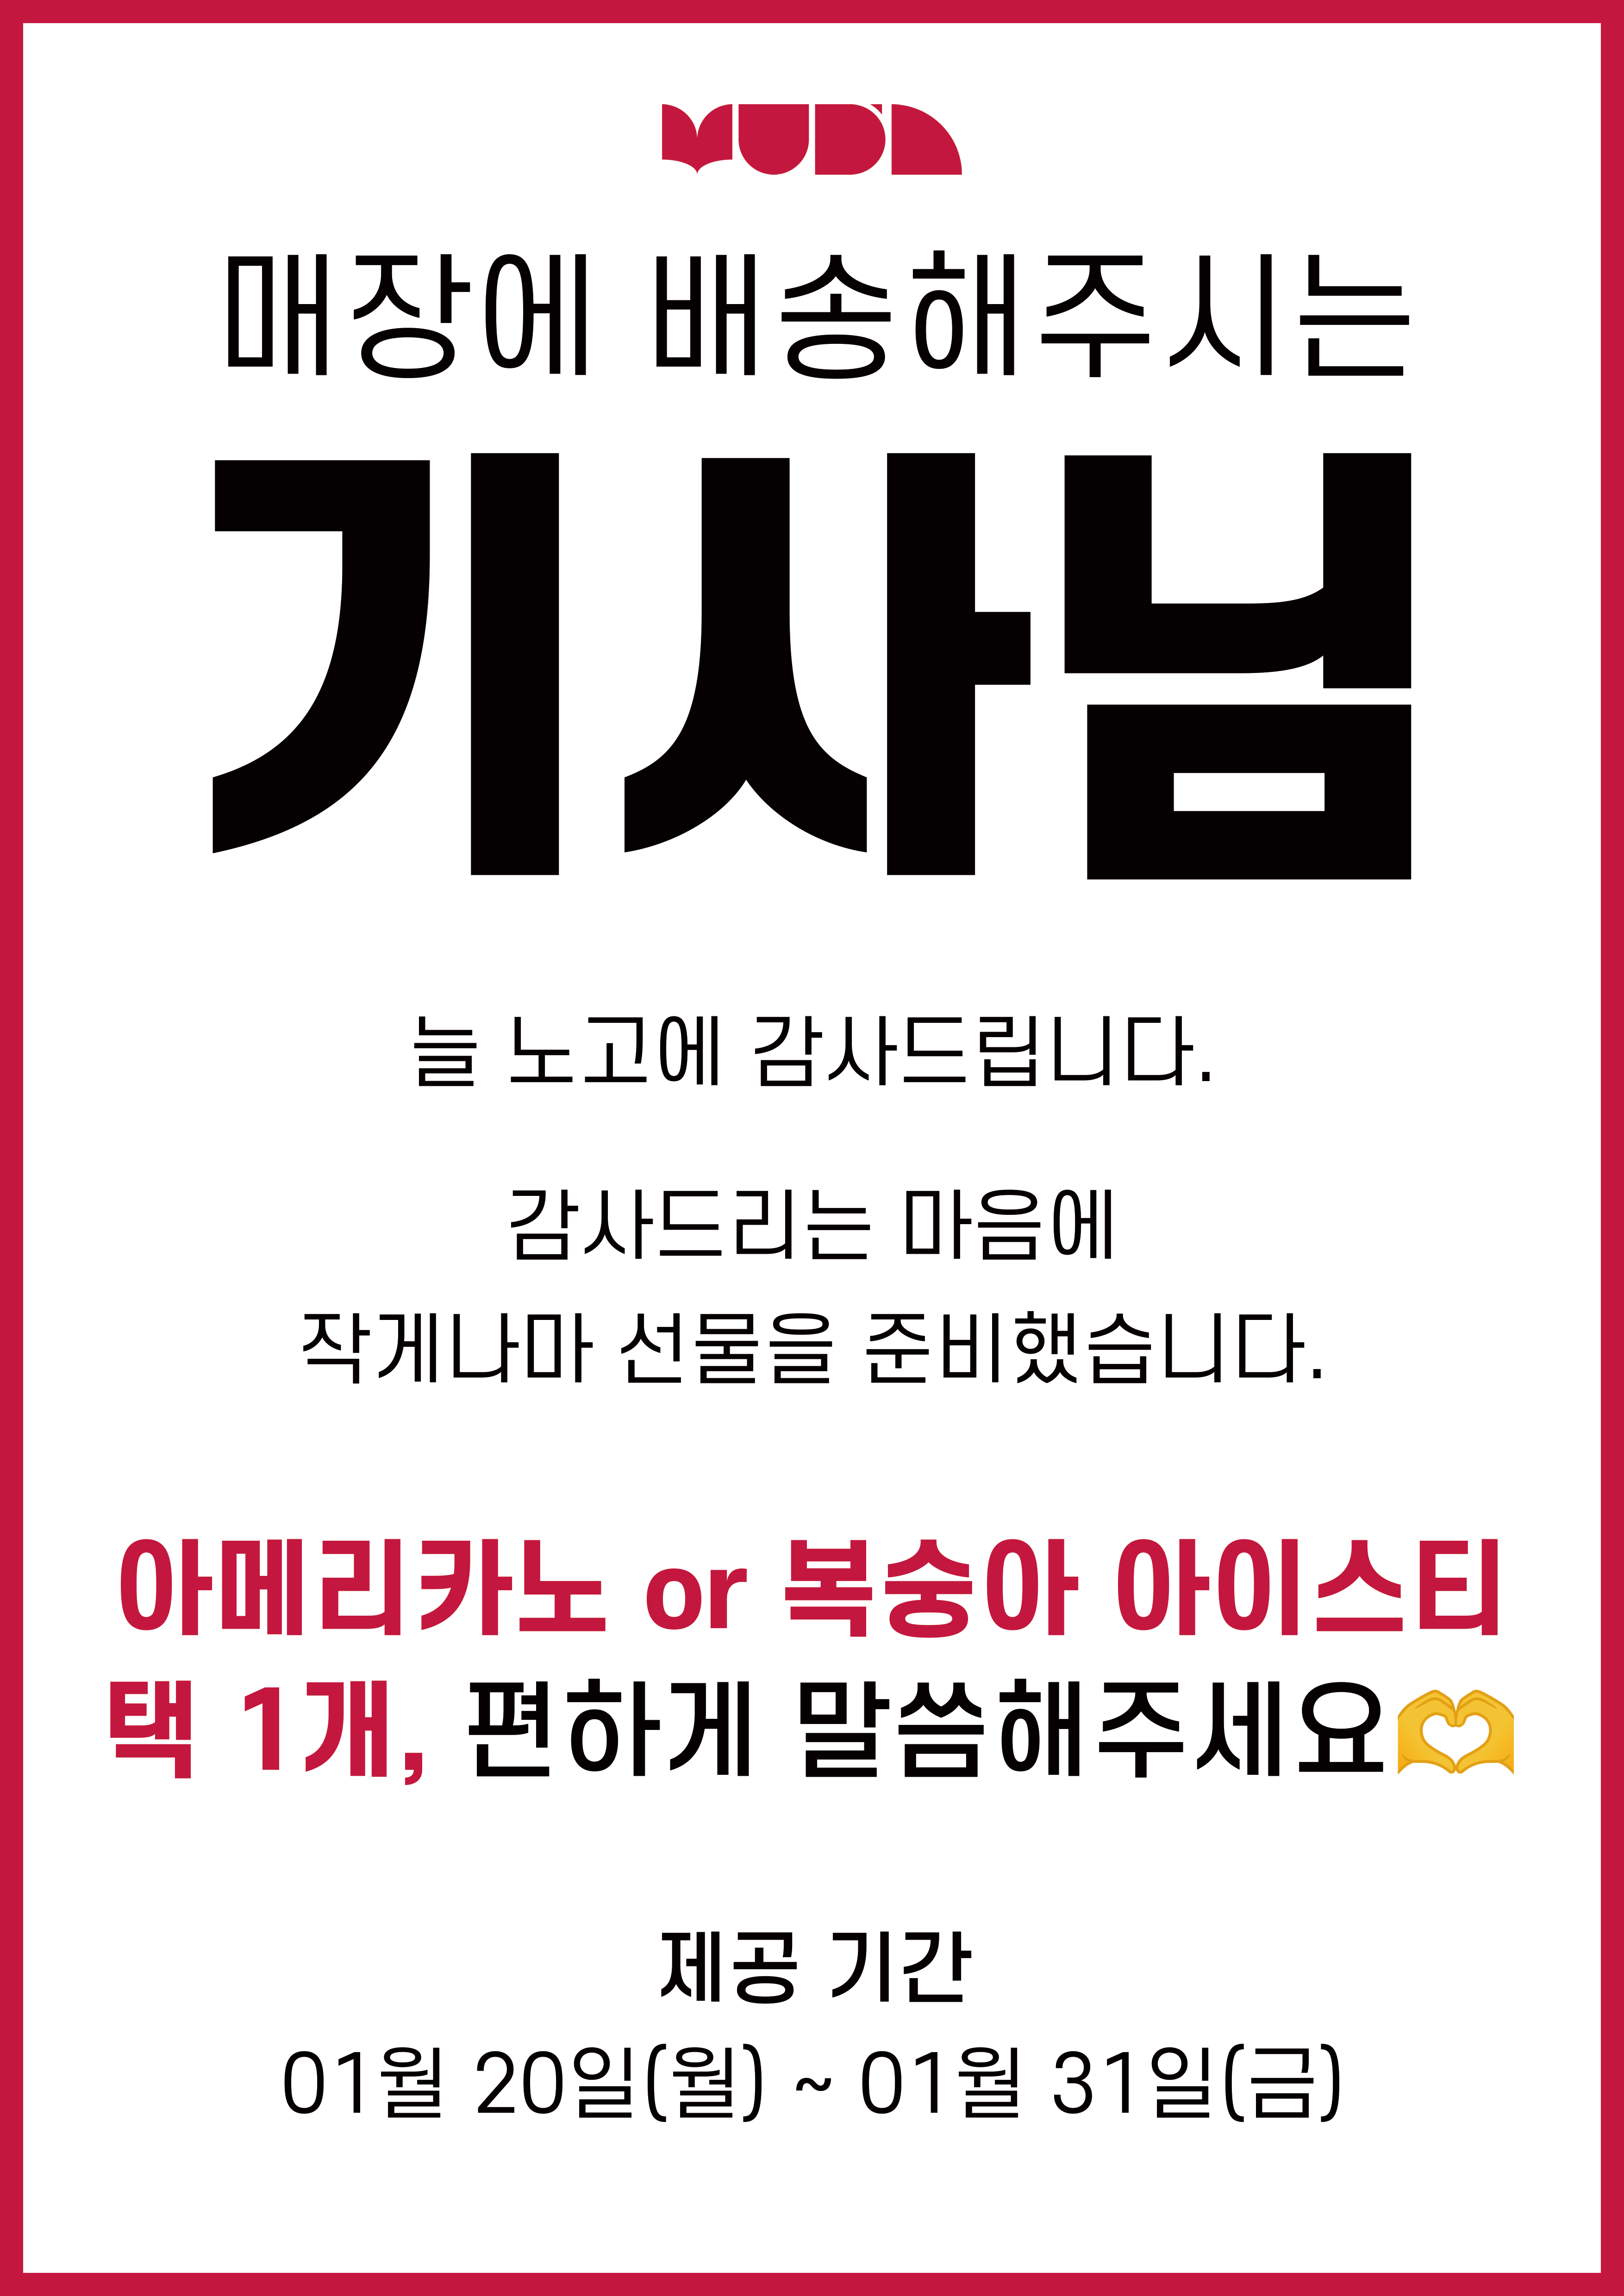 매장에 배송해주시는
기사님
늘 노고에 감사드립니다.
감사드리는 마음에
작게나마 선물을 준비했습니다.
아메리카노 or 복숭아 아이스티
택 1개, 편하게 말씀해주세요🫶
제공 기간
01월 20일(월) ~ 01월 31일(금)